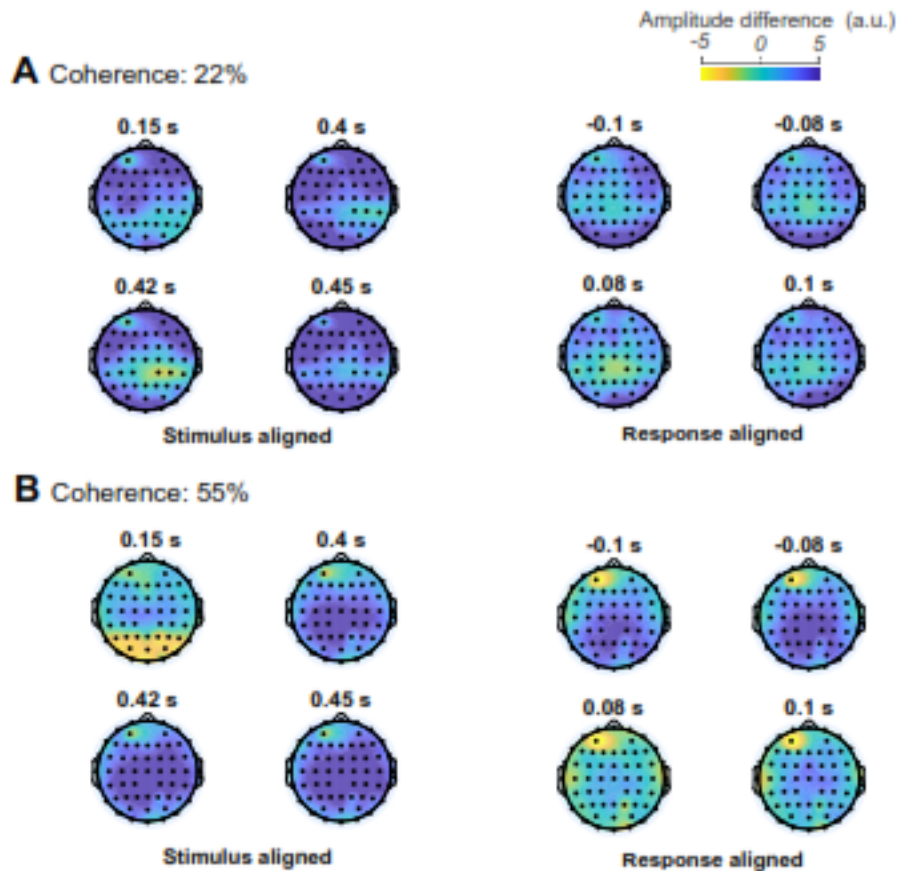 Amplitude difference (a.u.)
-5 0 5
A Coherence: 22%
0.15 s 0.4 s -0.1 s -0.08 s
0.42 s 0.45 s 0.08 s 0.1 s
Stimulus aligned Response aligned
B Coherence: 55%
0.15 s 0.4 s -0.1 s -0.08 s
0.42 s 0.45 s 0.08 s 0.1 s
Stimulus aligned Response aligned